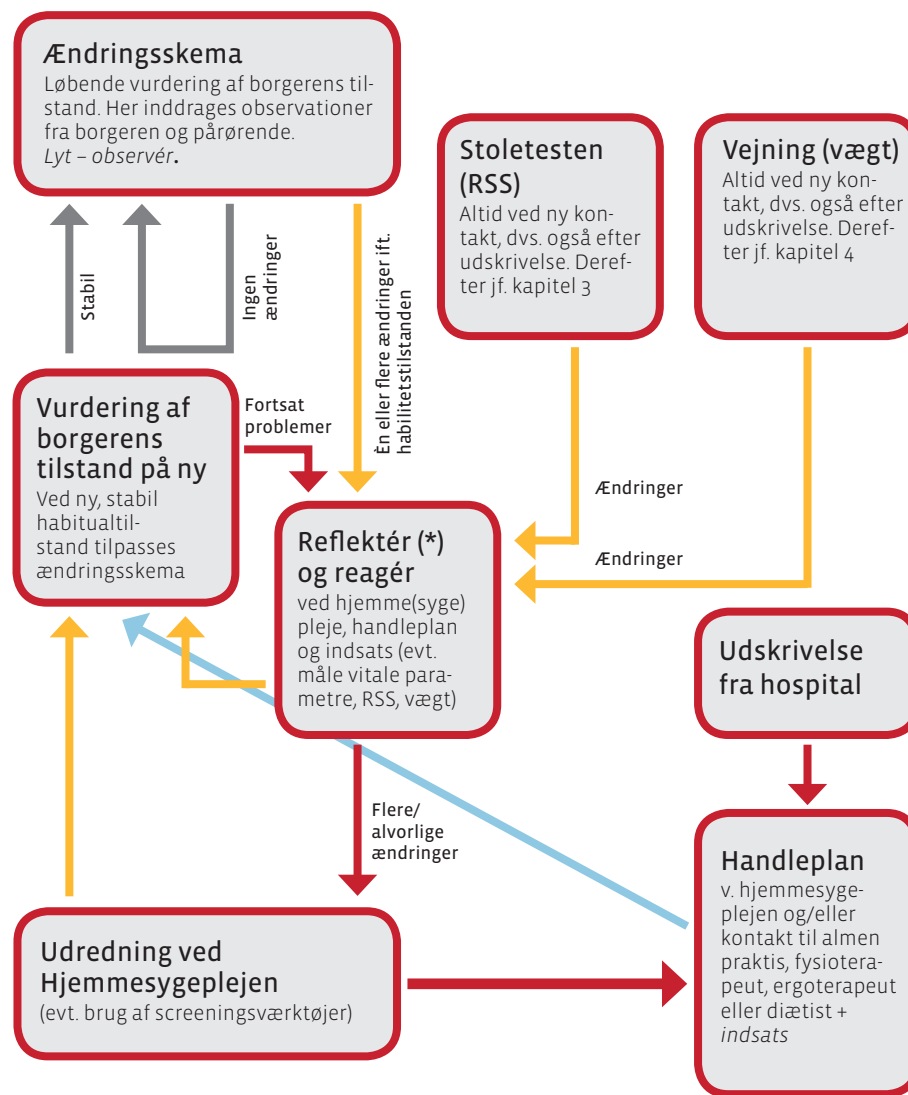 Ændringsskema
Løbende vurdering af borgerens til-
stand. Her inddrages observationer
fra borgeren og pårørende.
Lyt – observér.
Stoletesten
(RSS)
Altid ved ny kon-
takt, dvs. også efter
udskrivelse. Deref-
ter jf. kapitel 3
Vejning (vægt)
Altid ved ny kon-
takt, dvs. også efter
udskrivelse. Deref-
ter jf. kapitel 4
Stabil
Ingen
ændringer
Èn eller flere ændringer ift.
habilitetstilstanden
Vurdering af
borgerens
tilstand på ny
Ved ny, stabil
habitualtil-
stand tilpasses
ændringsskema
Fortsat
problemer
Ændringer
Ændringer
Reflektér (*)
og reagér
ved hjemme(syge)
pleje, handleplan
og indsats (evt.
måle vitale para-
metre, RSS, vægt)
Udskrivelse
fra hospital
Flere/
alvorlige
ændringer
Handleplan
v. hjemmesyge-
plejen og/eller
kontakt til almen
praktis, fysiotera-
peut, ergoterapeut
eller diætist +
indsats
Udredning ved
Hjemmesygeplejen
(evt. brug af screeningsværktøjer)